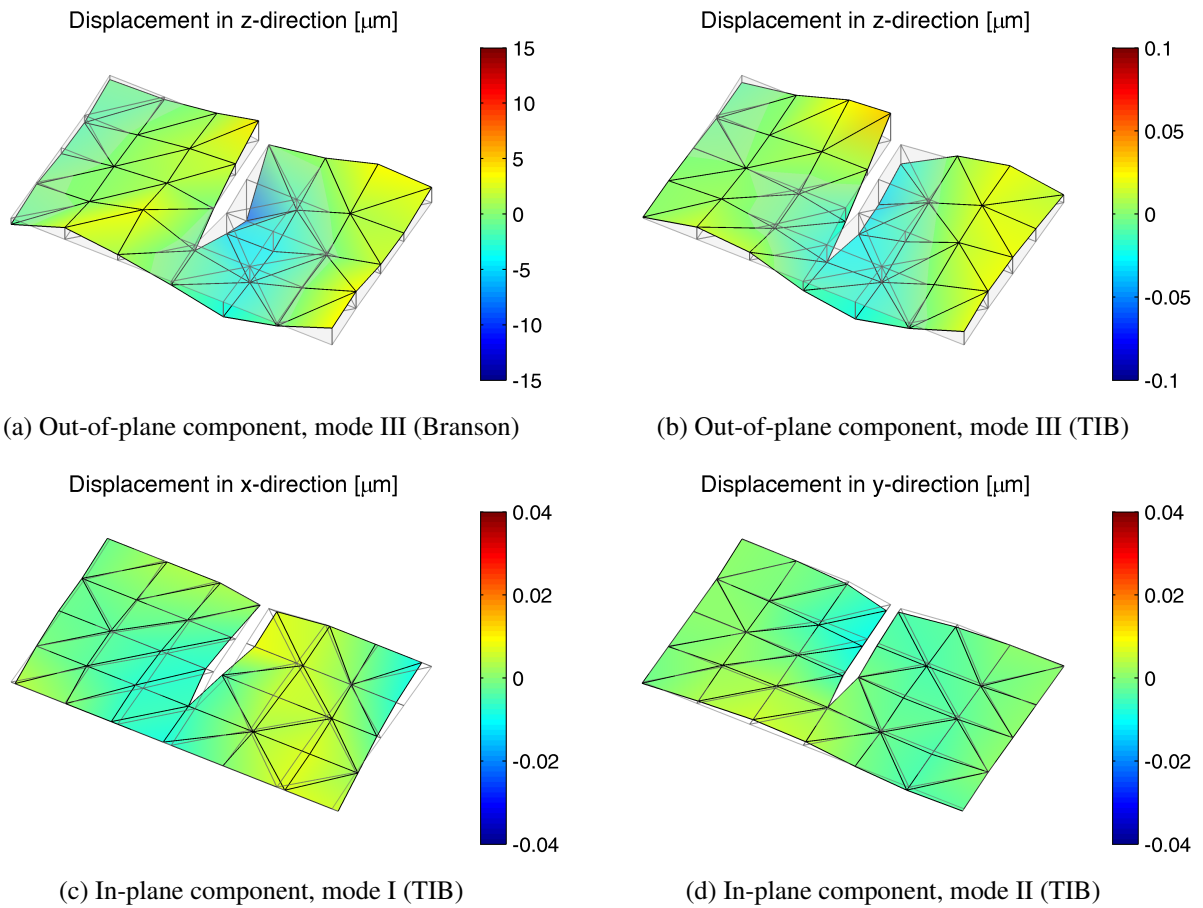 Displacement in z-direction [μm]
15
10
5
0
-5
-10
-15
(a) Out-of-plane component, mode III (Branson)
Displacement in z-direction [μm]
0.1
0.05
0
-0.05
-0.1
(b) Out-of-plane component, mode III (TIB)
Displacement in x-direction [μm]
0.04
0.02
0
-0.02
-0.04
(c) In-plane component, mode I (TIB)
Displacement in y-direction [μm]
0.04
0.02
0
-0.02
-0.04
(d) In-plane component, mode II (TIB)